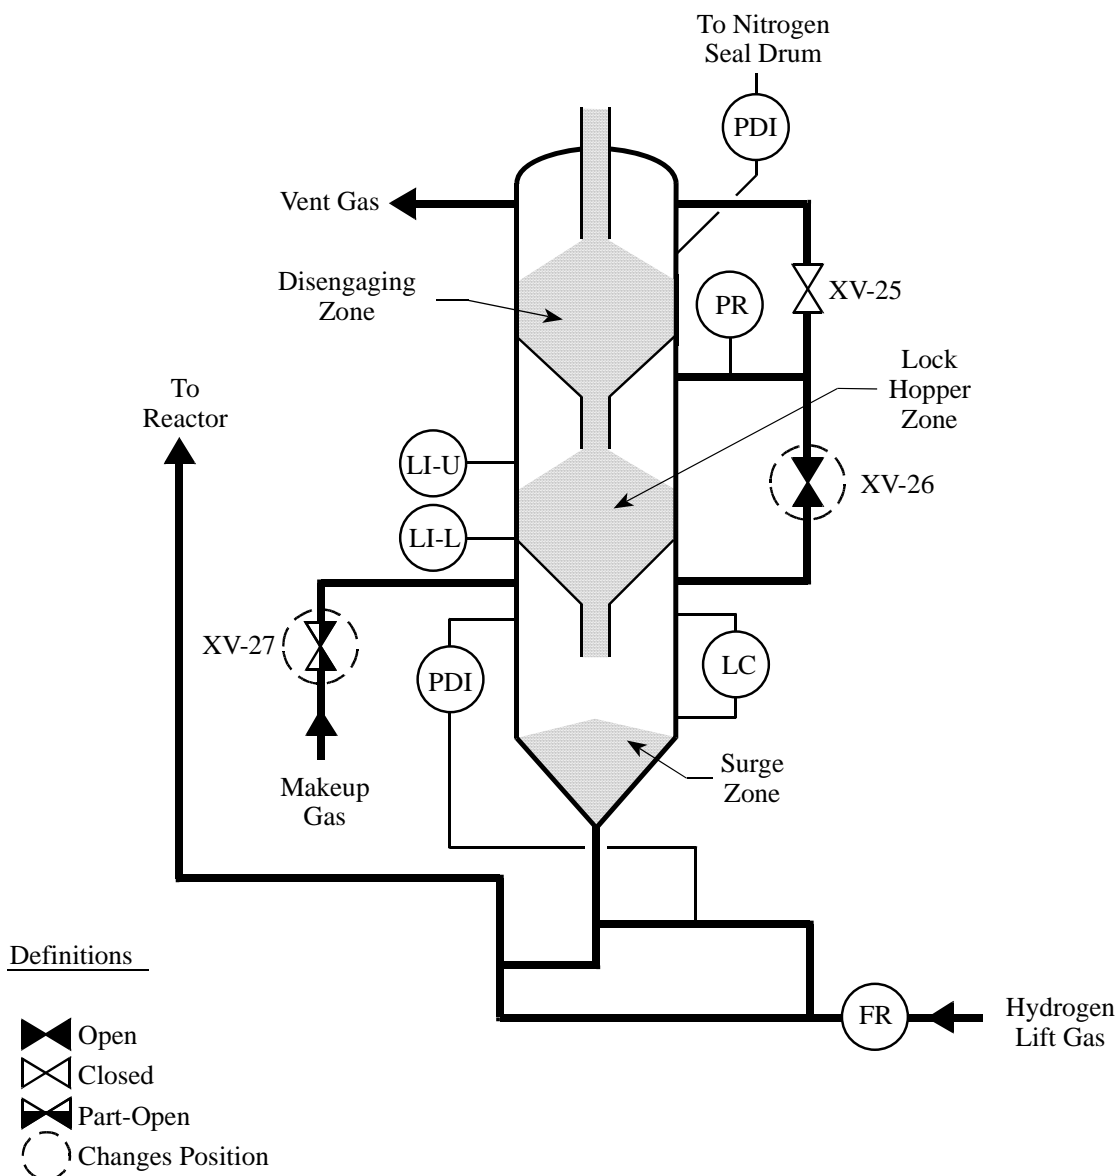 To Nitrogen
Seal Drum
PDI
Vent Gas
XV-25
Disengaging
Zone
PR
Lock
Hopper
Zone
To
Reactor
LI-U
XV-26
LI-L
XV-27
PDI
LC
Surge
Zone
Makeup
Gas
Definitions
Hydrogen
Lift Gas
FR
Open
Closed
Part-Open
Changes Position